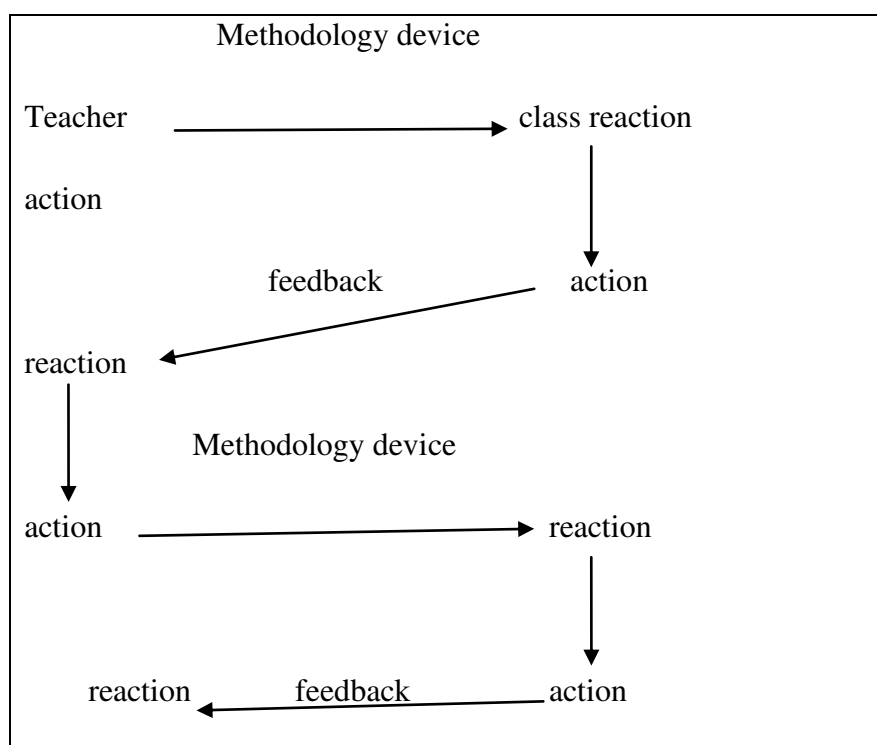 Methodology device
Teacher class reaction
action
feedback action
reaction
Methodology device
action reaction
reaction feedback action